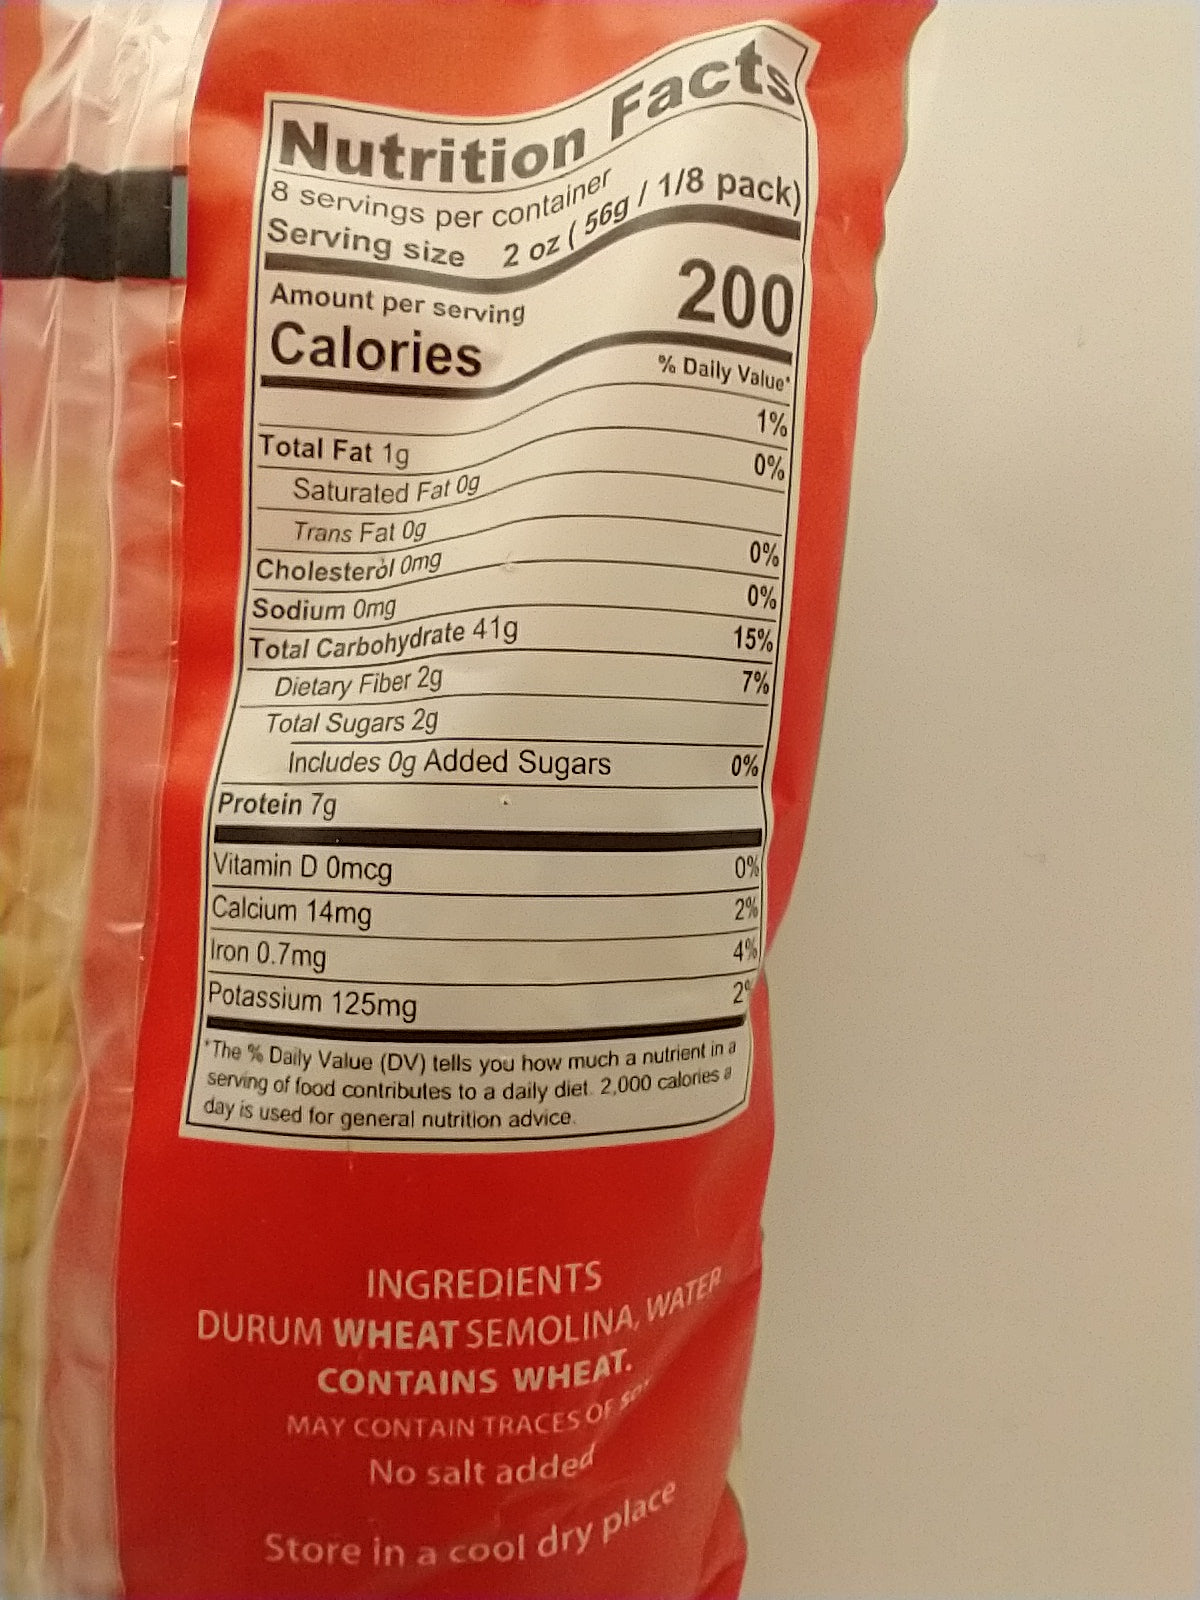 Nutrition Facts
8 servings per container
Serving size 2 oz ( 56g / 1/8 pack)
Amount per serving
Calories 200
% Daily Value*
Total Fat 1g 1%
Saturated Fat 0g 0%
Trans Fat 0g
Cholesterol 0mg 0%
Sodium 0mg 0%
Total Carbohydrate 41g 15%
Dietary Fiber 2g 7%
Total Sugars 2g
Includes 0g Added Sugars 0%
Protein 7g
Vitamin D 0mcg 0%
Calcium 14mg 2%
Iron 0.7mg 4%
Potassium 125mg 2%
*The % Daily Value (DV) tells you how much a nutrient in a
serving of food contributes to a daily diet. 2,000 calories a
day is used for general nutrition advice.
INGREDIENTS
DURUM WHEAT SEMOLINA, WATER
CONTAINS WHEAT.
MAY CONTAIN TRACES OF
No salt added
Store in a cool dry place